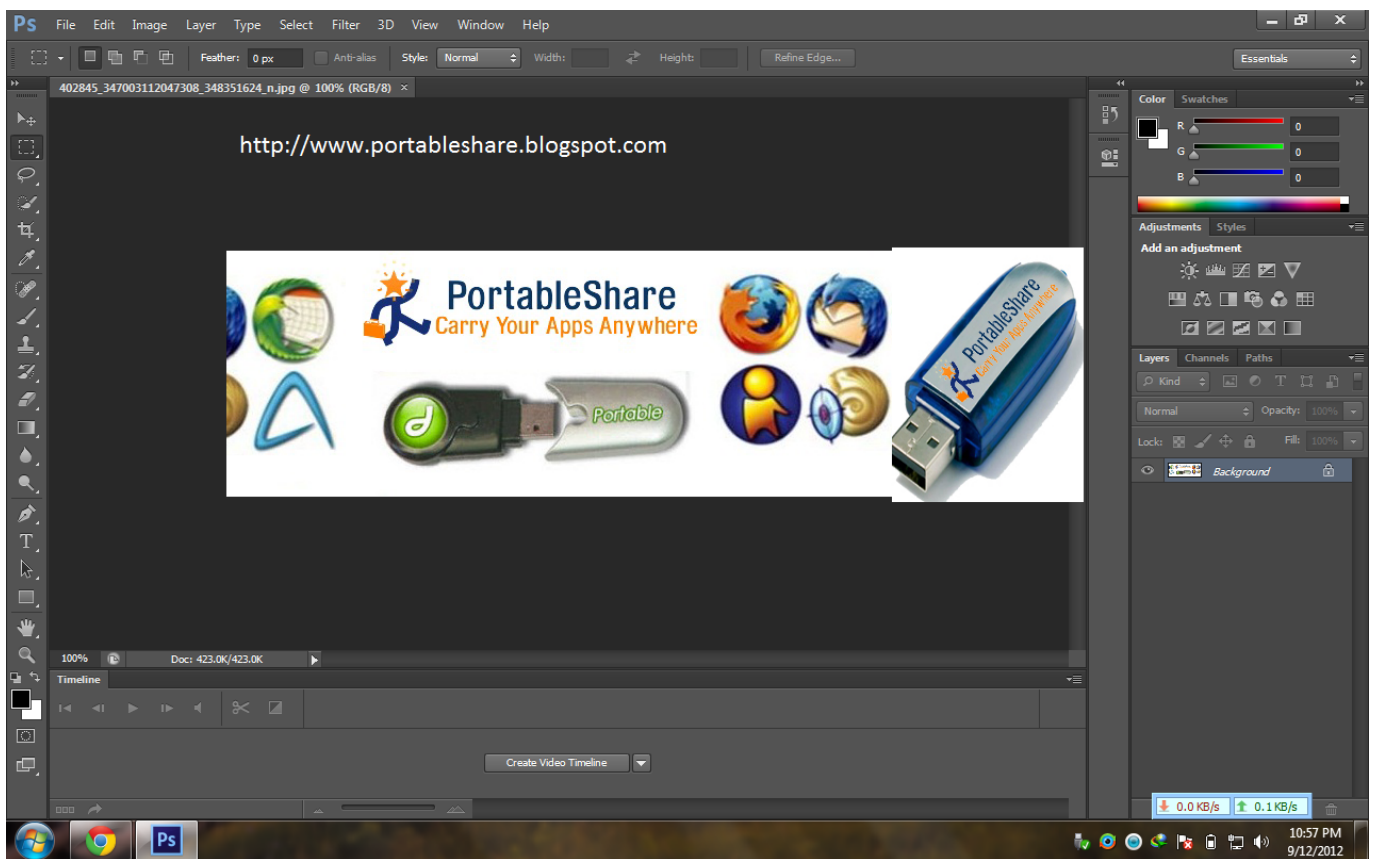 Ps File Edit Image Layer Type Select Filter 3D View Window Help
Feather: 0 px Anti-alias Style: Normal Width: Height: Refine Edge... Essentials
402845_347003112047308_348351624_n.jpg @ 100% (RGB/8) ×
http://www.portableshare.blogspot.com
PortableShare
Carry Your Apps Anywhere
Portable
PortableShare
Carry Your Apps Anywhere
Color Swatches
R 0
G 0
B 0
Adjustments Styles
Add an adjustment
Layers Channels Paths
Kind
Normal Opacity: 100%
Lock: Fill: 100%
Background
100% Doc: 423.0K/423.0K
Timeline
Create Video Timeline
0.0 KB/s 0.1 KB/s
Ps
10:57 PM
9/12/2012